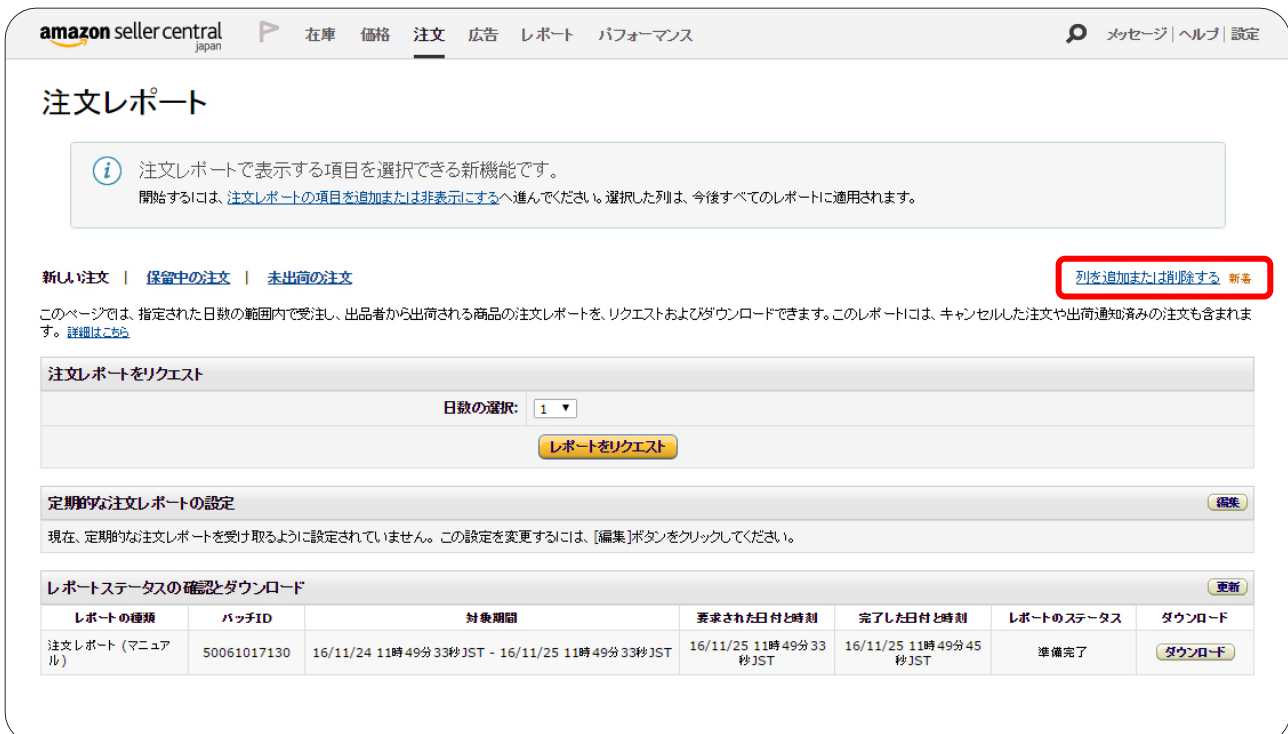 amazon seller central
japan
在庫 価格 注文 広告 レポート パフォーマンス
メッセージ | ヘルプ | 設定
注文レポート
注文レポートで表示する項目を選択できる新機能です。
開始するには、注文レポートの項目を追加または非表示にするへ進んでください。選択した列は、今後すべてのレポートに適用されます。
新しい注文 | 保留中の注文 | 未出荷の注文
列を追加または削除する 新着
このページでは、指定された日数の範囲内で受注し、出品者から出荷される商品の注文レポートを、リクエストおよびダウンロードできます。このレポートには、キャンセルした注文や出荷通知済みの注文も含まれま
す。 詳細はこちら
注文レポートをリクエスト
日数の選択: 1
レポートをリクエスト
定期的な注文レポートの設定 編集
現在、定期的な注文レポートを受け取るように設定されていません。この設定を変更するには、[編集]ボタンをクリックしてください。
レポートステータスの確認とダウンロード 更新
レポートの種類 バッチID 対象期間 要求された日付と時刻 完了した日付と時刻 レポートのステータス ダウンロード
注文レポート (マニュア
ル)
50061017130
16/11/24 11時49分33秒JST - 16/11/25 11時49分33秒JST
16/11/25 11時49分33
秒JST
16/11/25 11時49分45
秒JST
準備完了
ダウンロード